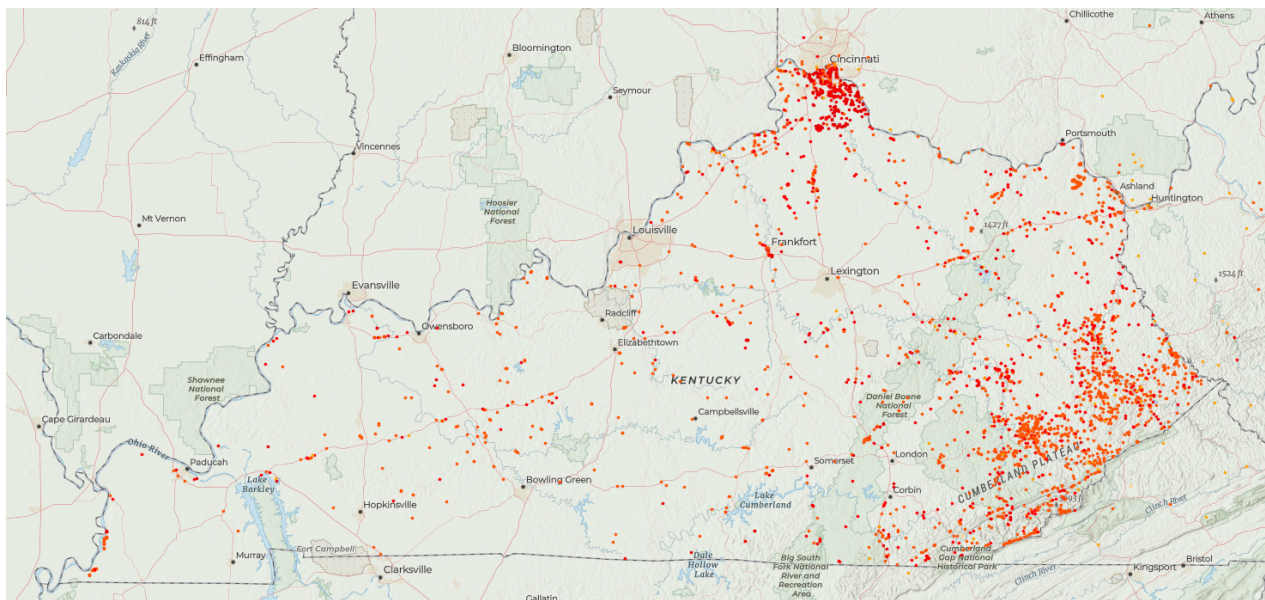 814 ft
Kaskaskia River
Effingham
Bloomington
Cincinnati
Chillicothe
Athens
Seymour
Portsmouth
Vincennes
Ashland
Huntington
Hoosier
National
Forest
Mt Vernon
Louisville
Frankfort
1427 ft
Lexington
1524 ft
Evansville
Radcliff
Owensboro
Carbondale
Elizabethtown
KENTUCKY
Shawnee
National
Forest
Daniel Boone
National
Forest
Cape Girardeau
Campbellsville
Ohio River
Paducah
Somerset
London
CUMBERLAND PLATEAU
Lake
Barkley
Bowling Green
Lake
Cumberland
Corbin
Clinch River
Hopkinsville
Murray
Fort Campbell
Clarksville
Dale
Hollow
Lake
Big South
Fork National
River and
Recreation
Area
Cumberland
Gap National
Historical Park
Clinch River
Bristol
Kingsport
Gallatin